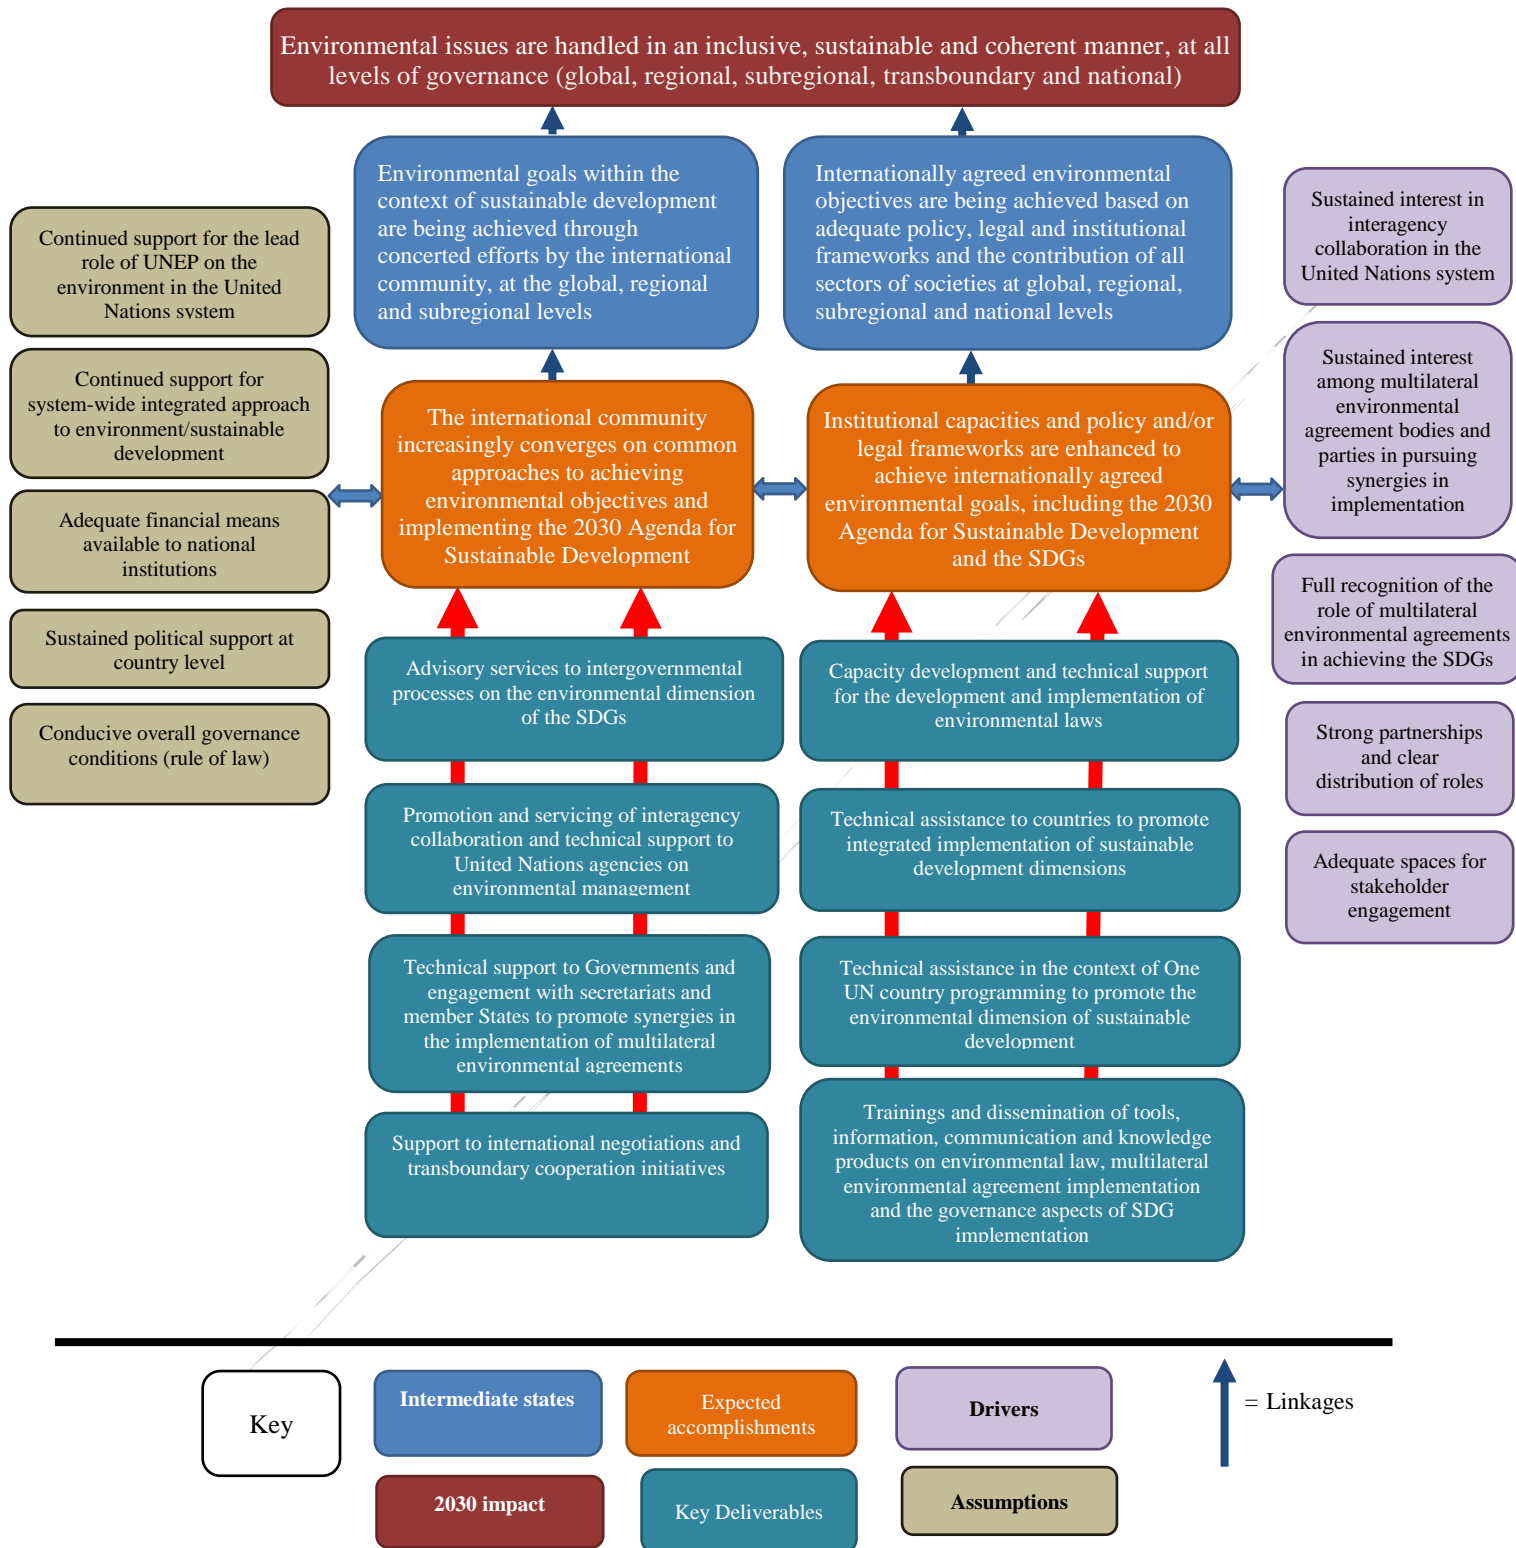 Environmental issues are handled in an inclusive, sustainable and coherent manner, at all
levels of governance (global, regional, subregional, transboundary and national)
Environmental goals within the
context of sustainable development
are being achieved through
concerted efforts by the international
community, at the global, regional
and subregional levels
Internationally agreed environmental
objectives are being achieved based on
adequate policy, legal and institutional
frameworks and the contribution of all
sectors of societies at global, regional,
subregional and national levels
Continued support for the lead
role of UNEP on the
environment in the United
Nations system
Continued support for
system-wide integrated approach
to environment/sustainable
development
Adequate financial means
available to national
institutions
Sustained political support at
country level
Conducive overall governance
conditions (rule of law)
The international community
increasingly converges on common
approaches to achieving
environmental objectives and
implementing the 2030 Agenda for
Sustainable Development
Institutional capacities and policy and/or
legal frameworks are enhanced to
achieve internationally agreed
environmental goals, including the 2030
Agenda for Sustainable Development
and the SDGs
Sustained interest in
interagency
collaboration in the
United Nations system
Sustained interest
among multilateral
environmental
agreement bodies and
parties in pursuing
synergies in
implementation
Full recognition of the
role of multilateral
environmental agreements
in achieving the SDGs
Strong partnerships
and clear
distribution of roles
Adequate spaces for
stakeholder
engagement
Advisory services to intergovernmental
processes on the environmental dimension
of the SDGs
Promotion and servicing of interagency
collaboration and technical support to
United Nations agencies on
environmental management
Technical support to Governments and
engagement with secretariats and
member States to promote synergies in
the implementation of multilateral
environmental agreements
Support to international negotiations and
transboundary cooperation initiatives
Capacity development and technical support
for the development and implementation of
environmental laws
Technical assistance to countries to promote
integrated implementation of sustainable
development dimensions
Technical assistance in the context of One
UN country programming to promote the
environmental dimension of sustainable
development
Trainings and dissemination of tools,
information, communication and knowledge
products on environmental law, multilateral
environmental agreement implementation
and the governance aspects of SDG
implementation
Key
Intermediate states
Expected
accomplishments
Drivers
= Linkages
2030 impact
Key Deliverables
Assumptions